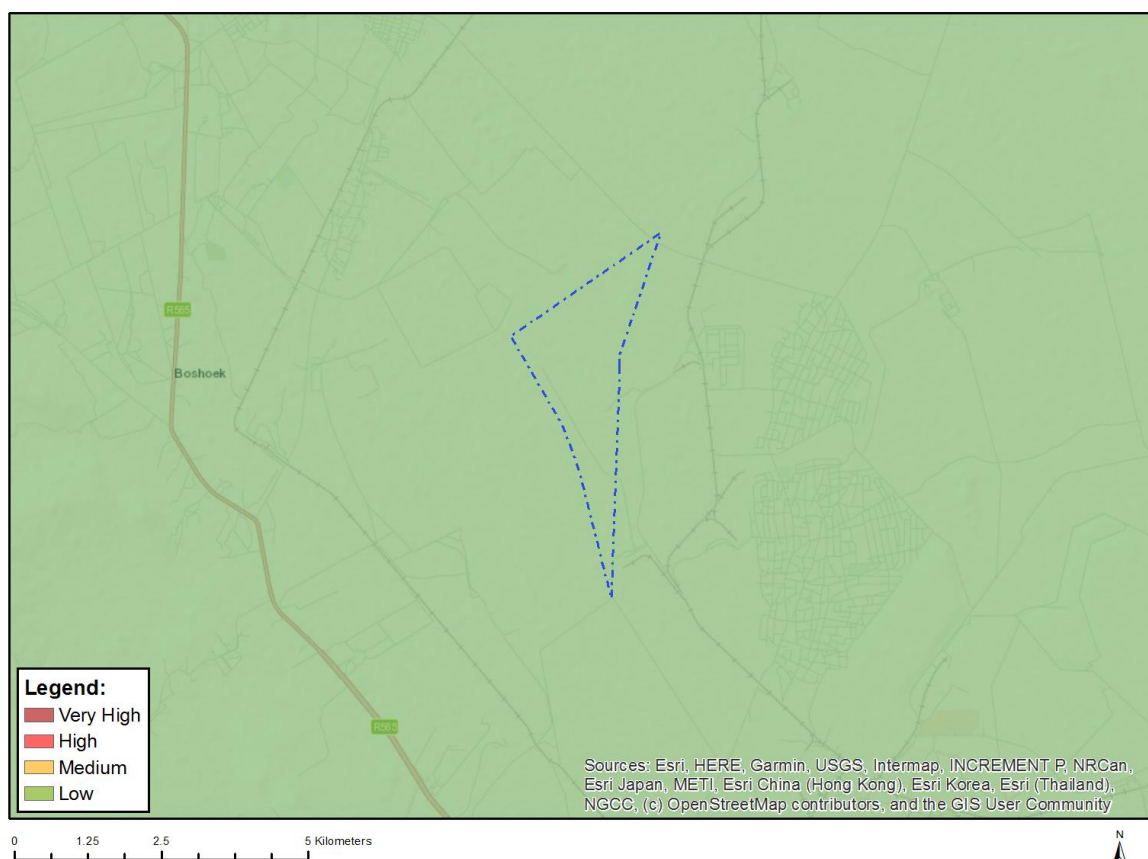 R565
Boshoek
R565
Legend:
Very High
High
Medium
Low
Sources: Esri, HERE, Garmin, USGS, Intermap, INCREMENT P, NRCan,
Esri Japan, METI, Esri China (Hong Kong), Esri Korea, Esri (Thailand),
NGCC, (c) OpenStreetMap contributors, and the GIS User Community
0 1.25 2.5 5 Kilometers
N